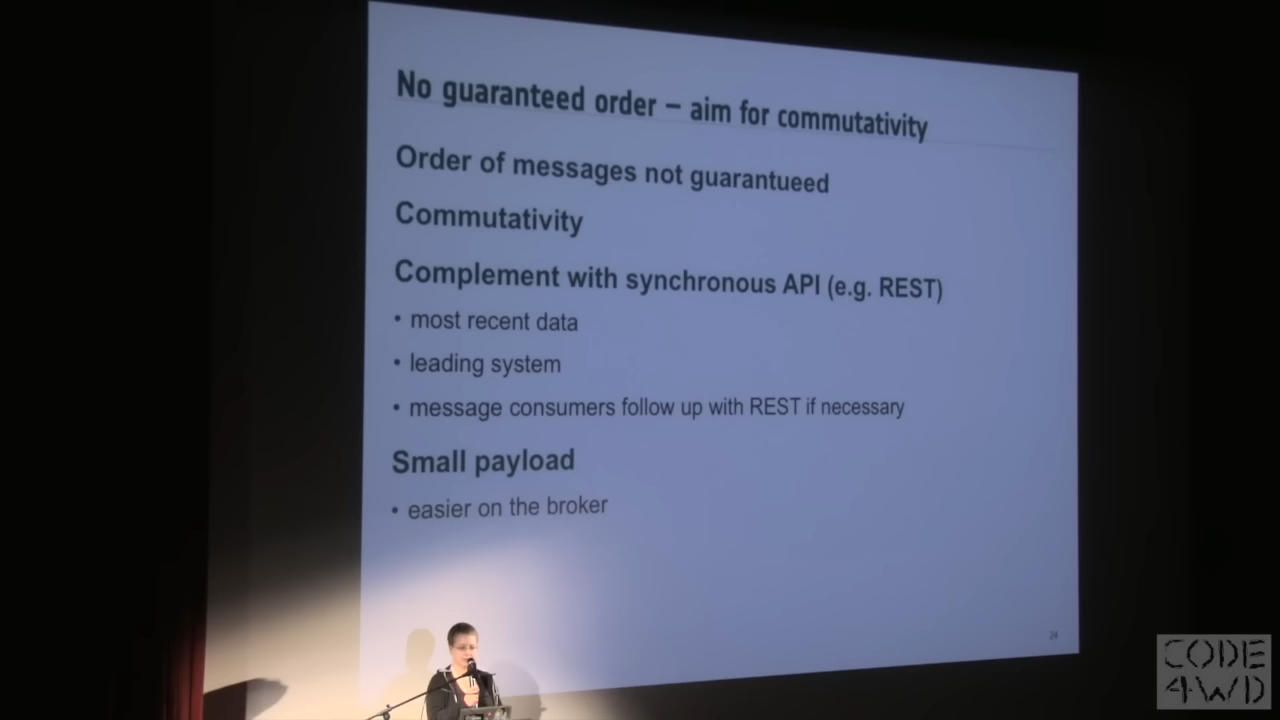 No guaranteed order – aim for commutativity
Order of messages not guarantueed
Commutativity
Complement with synchronous API (e.g. REST)
• most recent data
• leading system
• message consumers follow up with REST if necessary
Small payload
• easier on the broker
24
CODE
4WD